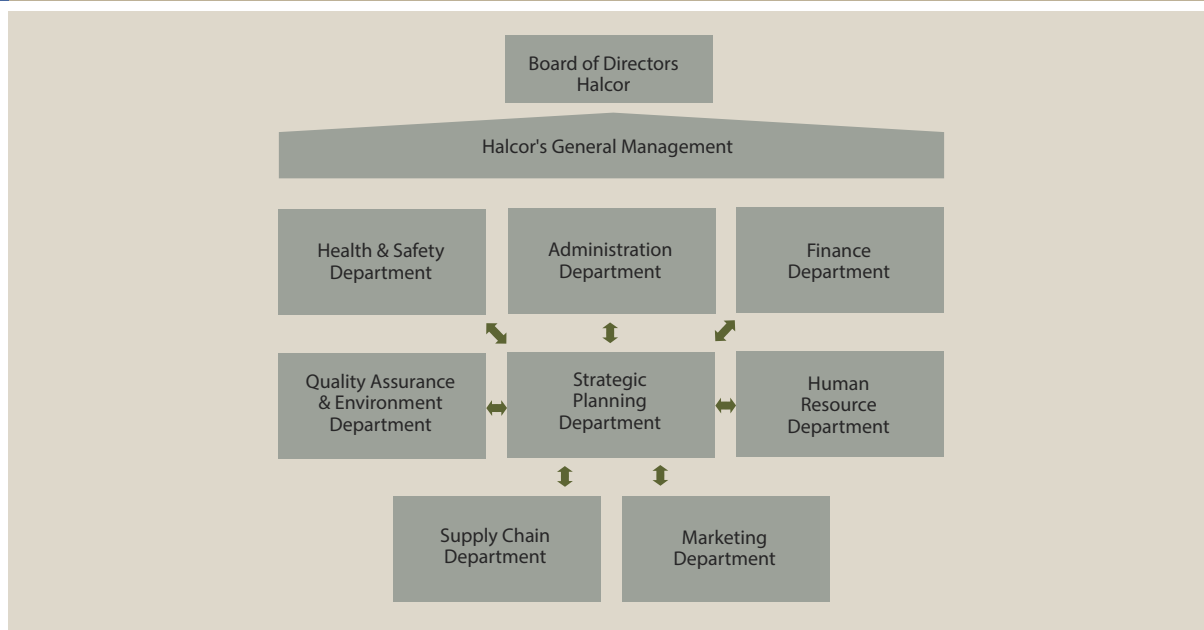 Board of Directors
Halcor
Halcor's General Management
Health & Safety
Department
Administration
Department
Finance
Department
Quality Assurance
& Environment
Department
Strategic
Planning
Department
Human
Resource
Department
Supply Chain
Department
Marketing
Department